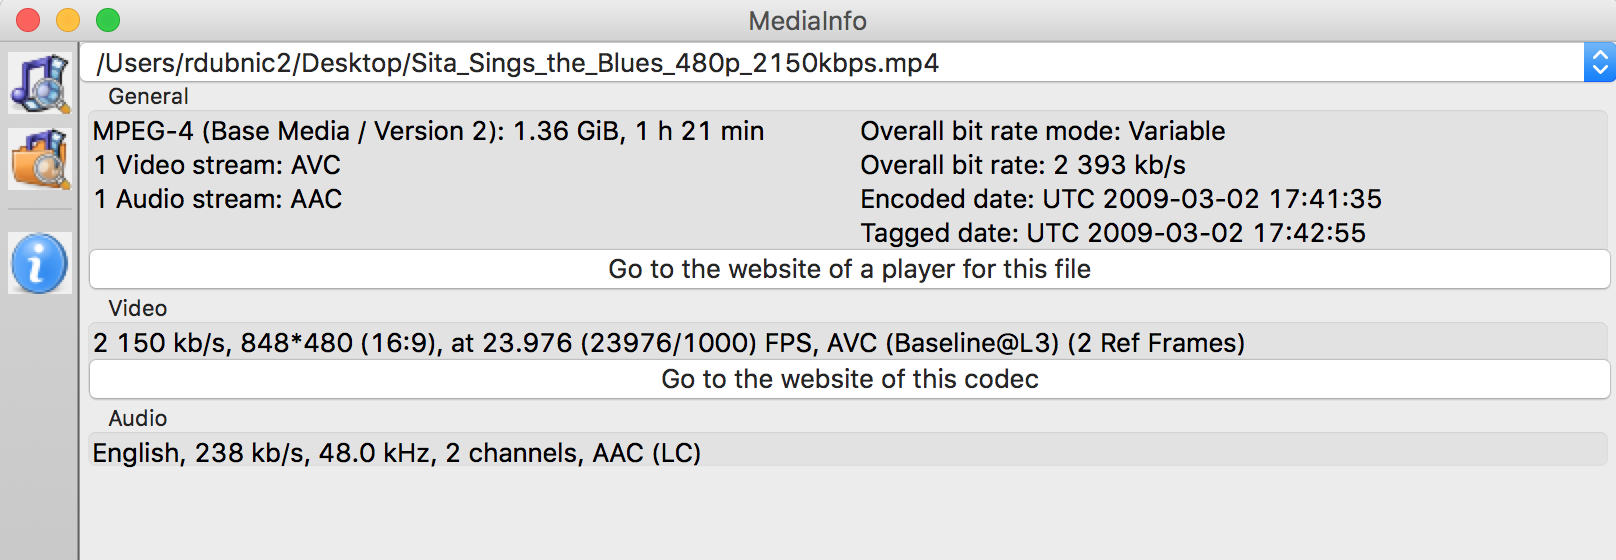 MediaInfo
/Users/rdubnic2/Desktop/Sita_Sings_the_Blues_480p_2150kbps.mp4
General
MPEG-4 (Base Media / Version 2): 1.36 GiB, 1 h 21 min
1 Video stream: AVC
1 Audio stream: AAC
Overall bit rate mode: Variable
Overall bit rate: 2 393 kb/s
Encoded date: UTC 2009-03-02 17:41:35
Tagged date: UTC 2009-03-02 17:42:55
Go to the website of a player for this file
Video
2 150 kb/s, 848*480 (16:9), at 23.976 (23976/1000) FPS, AVC (Baseline@L3) (2 Ref Frames)
Go to the website of this codec
Audio
English, 238 kb/s, 48.0 kHz, 2 channels, AAC (LC)